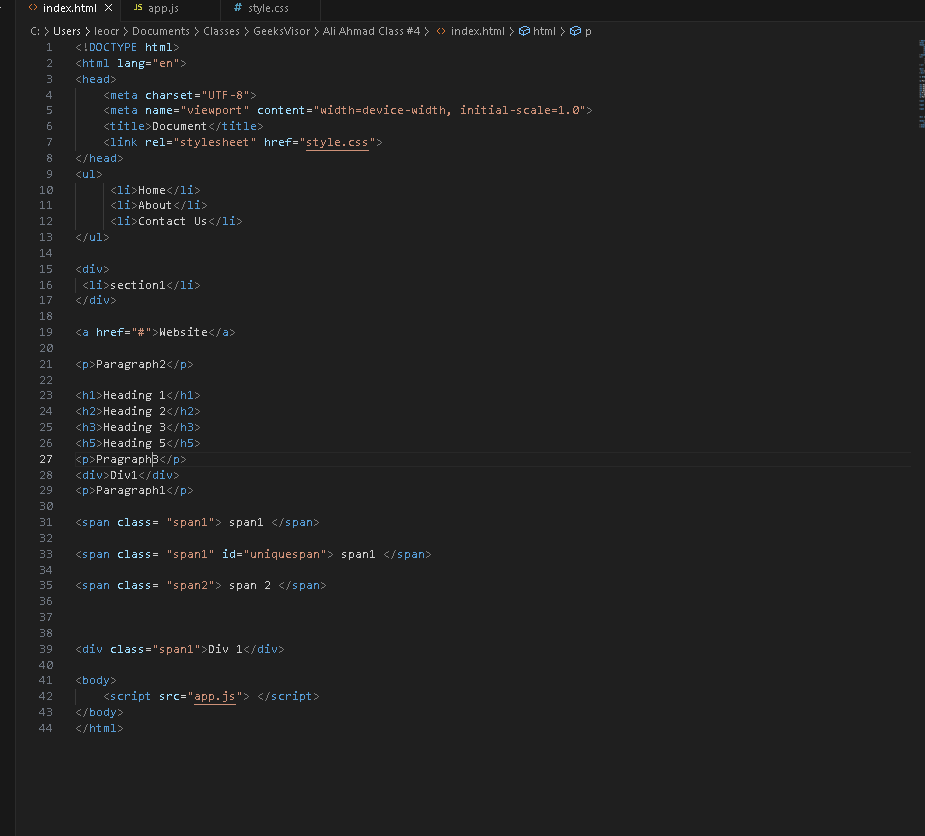 <> index.html ×   JS app.js   # style.css
C: > Users > leocr > Documents > Classes > GeeksVisor > Ali Ahmad Class #4 > <> index.html > html > p
1 <!DOCTYPE html>
2 <html lang="en">
3 <head>
4     <meta charset="UTF-8">
5     <meta name="viewport" content="width=device-width, initial-scale=1.0">
6     <title>Document</title>
7     <link rel="stylesheet" href="style.css">
8 </head>
9 <ul>
10      <li>Home</li>
11      <li>About</li>
12      <li>Contact Us</li>
13 </ul>
14
15 <div>
16  <li>section1</li>
17 </div>
18
19 <a href="#">Website</a>
20
21 <p>Paragraph2</p>
22
23 <h1>Heading 1</h1>
24 <h2>Heading 2</h2>
25 <h3>Heading 3</h3>
26 <h5>Heading 5</h5>
27 <p>Pragraph3</p>
28 <div>Div1</div>
29 <p>Paragraph1</p>
30
31 <span class= "span1"> span1 </span>
32
33 <span class= "span1" id="uniquespan"> span1 </span>
34
35 <span class= "span2"> span 2 </span>
36
37
38
39 <div class="span1">Div 1</div>
40
41 <body>
42     <script src="app.js"> </script>
43 </body>
44 </html>